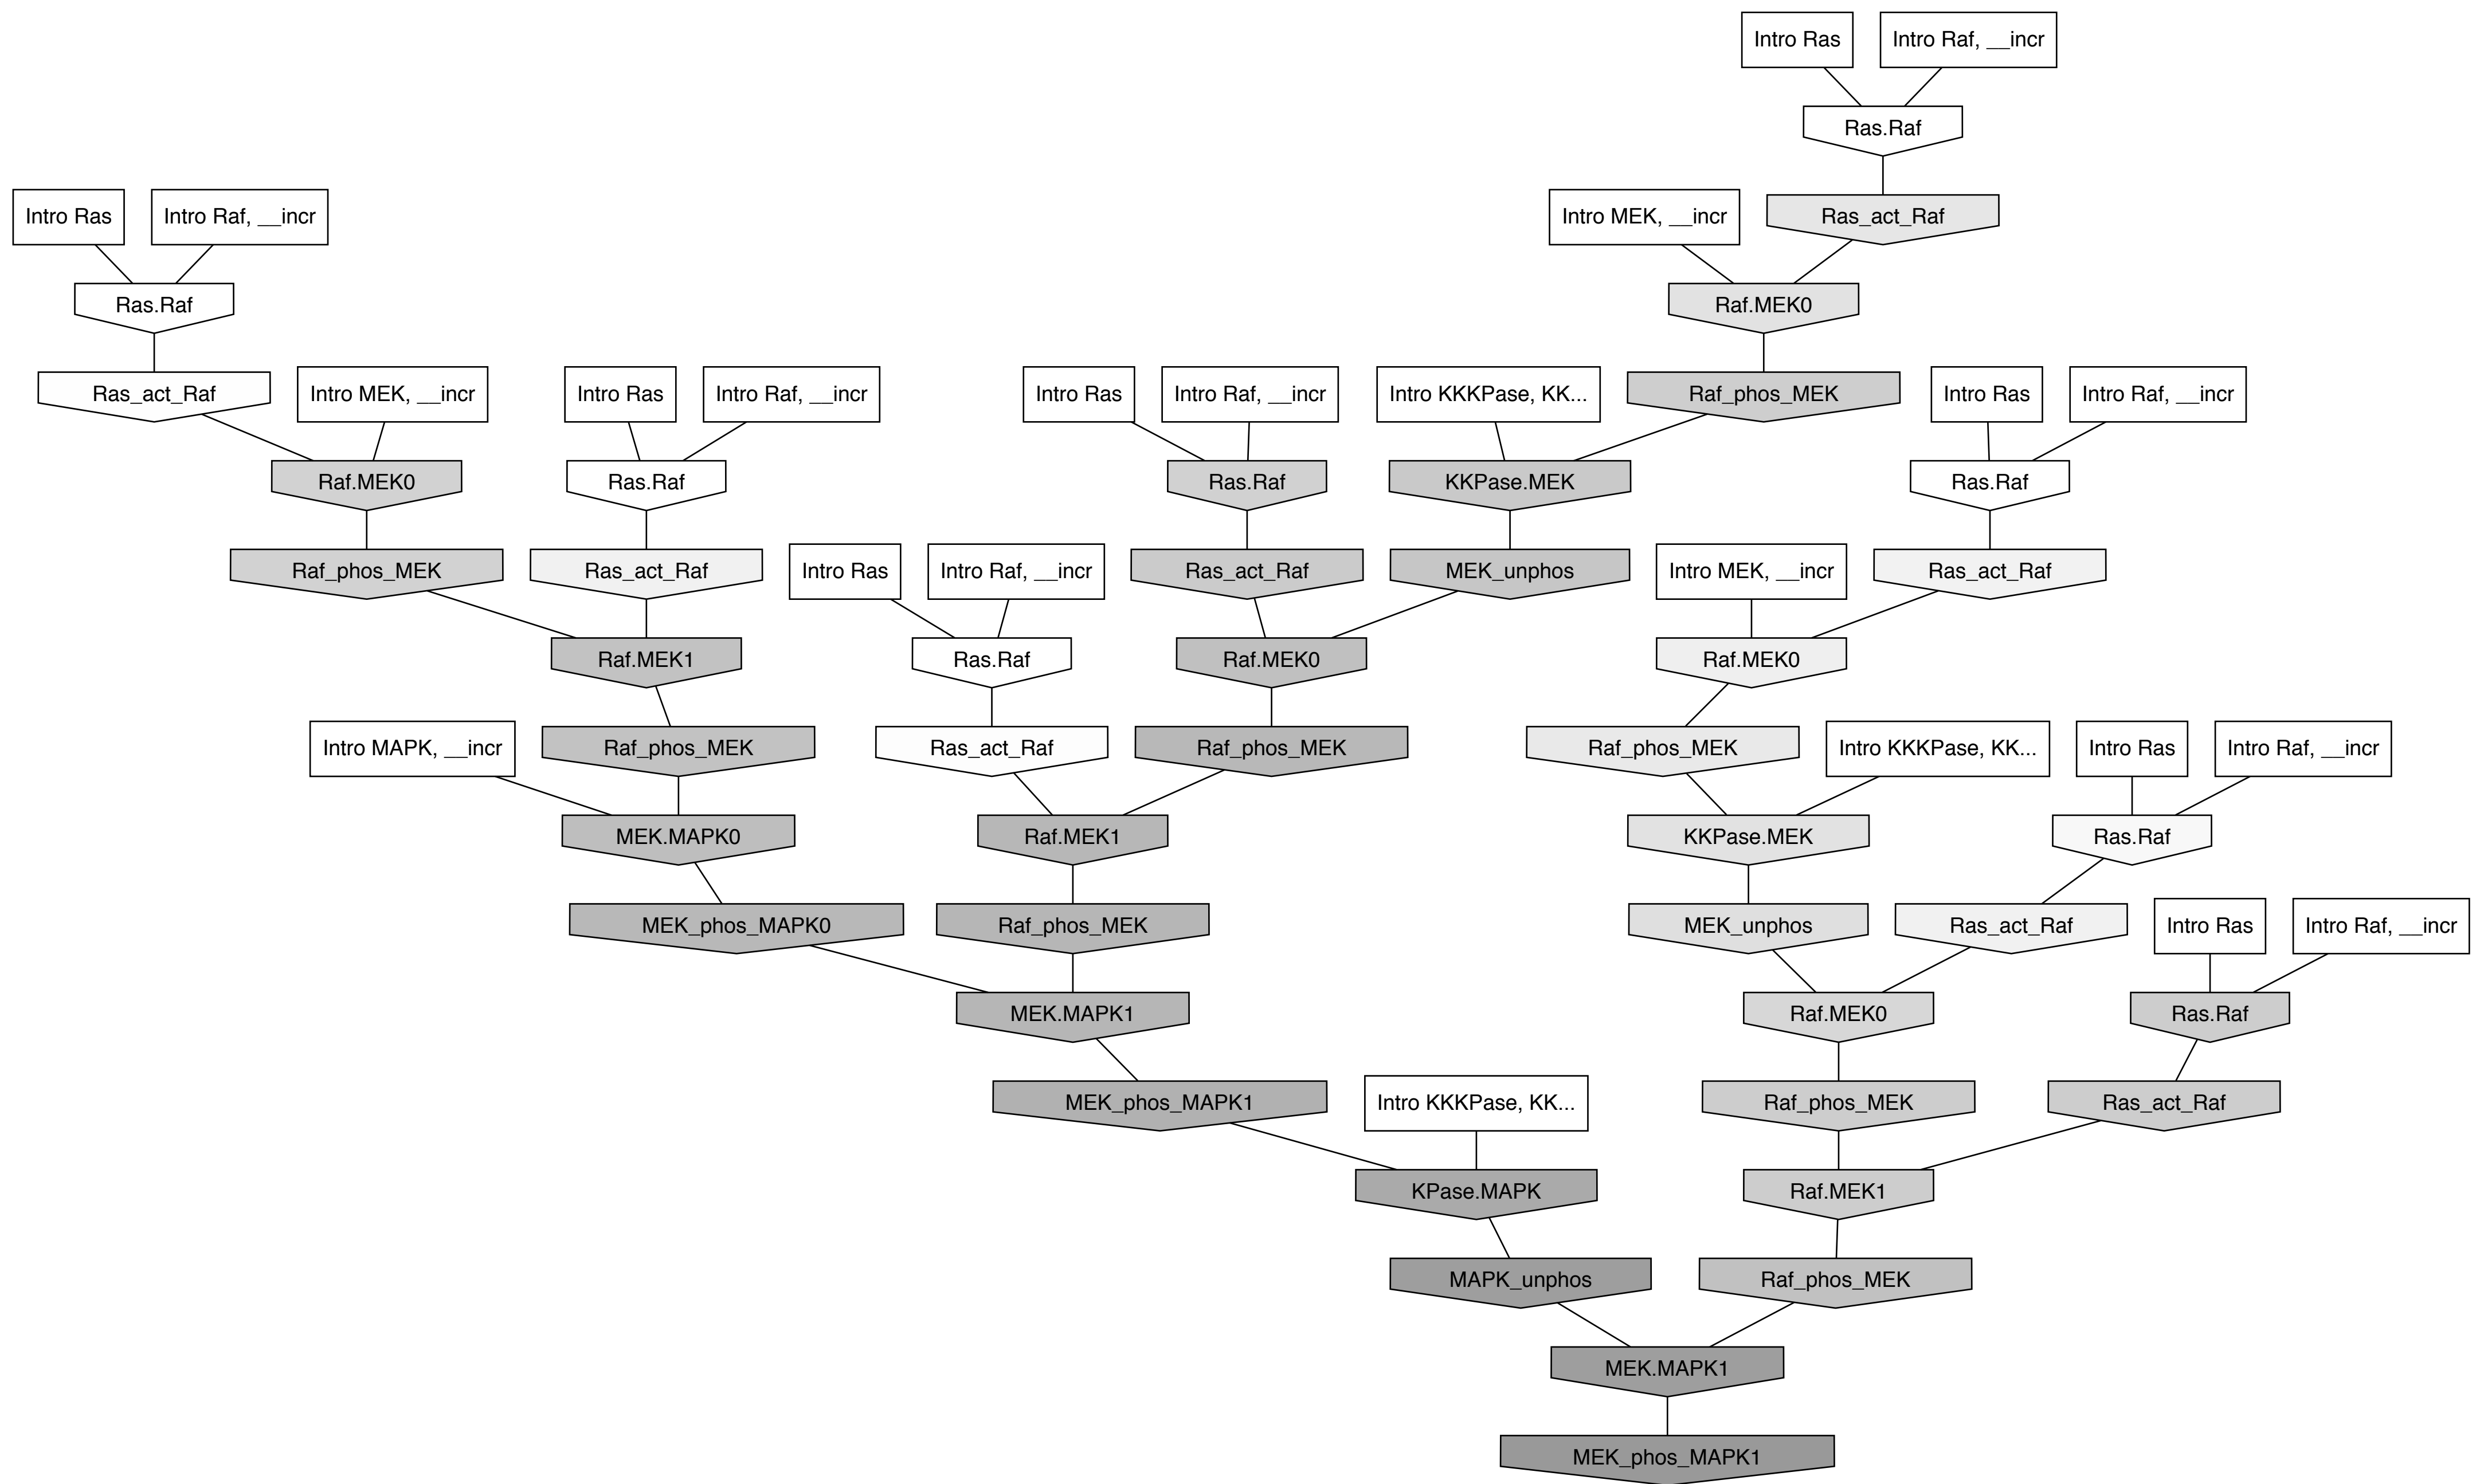 Intro Ras
Intro Raf, __incr
Ras.Raf
Intro Ras
Intro Raf, __incr
Intro MEK, __incr
Ras_act_Raf
Ras.Raf
Raf.MEK0
Ras_act_Raf
Intro MEK, __incr
Intro Ras
Intro Raf, __incr
Intro Ras
Intro Raf, __incr
Intro KKKPase, KK...
Raf_phos_MEK
Intro Ras
Intro Raf, __incr
Raf.MEK0
Ras.Raf
Ras.Raf
KKPase.MEK
Ras.Raf
Raf_phos_MEK
Ras_act_Raf
Intro Ras
Intro Raf, __incr
Ras_act_Raf
MEK_unphos
Intro MEK, __incr
Ras_act_Raf
Raf.MEK1
Ras.Raf
Raf.MEK0
Raf.MEK0
Intro MAPK, __incr
Raf_phos_MEK
Ras_act_Raf
Raf_phos_MEK
Raf_phos_MEK
Intro KKKPase, KK...
Intro Ras
Intro Raf, __incr
MEK.MAPK0
Raf.MEK1
KKPase.MEK
Ras.Raf
MEK_phos_MAPK0
Raf_phos_MEK
MEK_unphos
Ras_act_Raf
Intro Ras
Intro Raf, __incr
MEK.MAPK1
Raf.MEK0
Ras.Raf
MEK_phos_MAPK1
Intro KKKPase, KK...
Raf_phos_MEK
Ras_act_Raf
KPase.MAPK
Raf.MEK1
MAPK_unphos
Raf_phos_MEK
MEK.MAPK1
MEK_phos_MAPK1